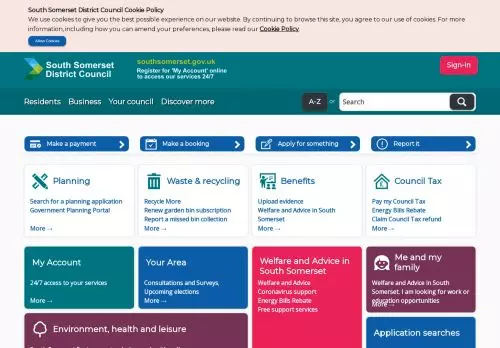 South Somerset District Council Cookie Policy
We use cookies to give you the best possible experience on our website. By continuing to browse this site, you agree to our use of cookies. For more
information, including how you can amend your preferences, please read our Cookie Policy.
Allow Cookies
South Somerset
District Council
southsomerset.gov.uk
Register for 'My Account' online
to access our services 24/7
Sign-in
Residents Business Your council Discover more
A-Z or Search
Make a payment
Make a booking
Apply for something
Report it
Planning
Search for a planning application
Government Planning Portal
More →
Waste & recycling
Recycle More
Renew garden bin subscription
Report a missed bin collection
More →
Benefits
Upload evidence
Welfare and Advice in South
Somerset
More →
Council Tax
Pay my Council Tax
Energy Bills Rebate
Claim Council Tax refund
More →
My Account
24/7 access to your services
More →
Your Area
Consultations and Surveys,
Upcoming elections
More →
Welfare and Advice in
South Somerset
Welfare and Advice
Coronavirus support
Energy Bills Rebate
Free support services
Me and my
family
Welfare and Advice in South
Somerset. I am looking for work or
education opportunities
More →
Environment, health and leisure
Application searches